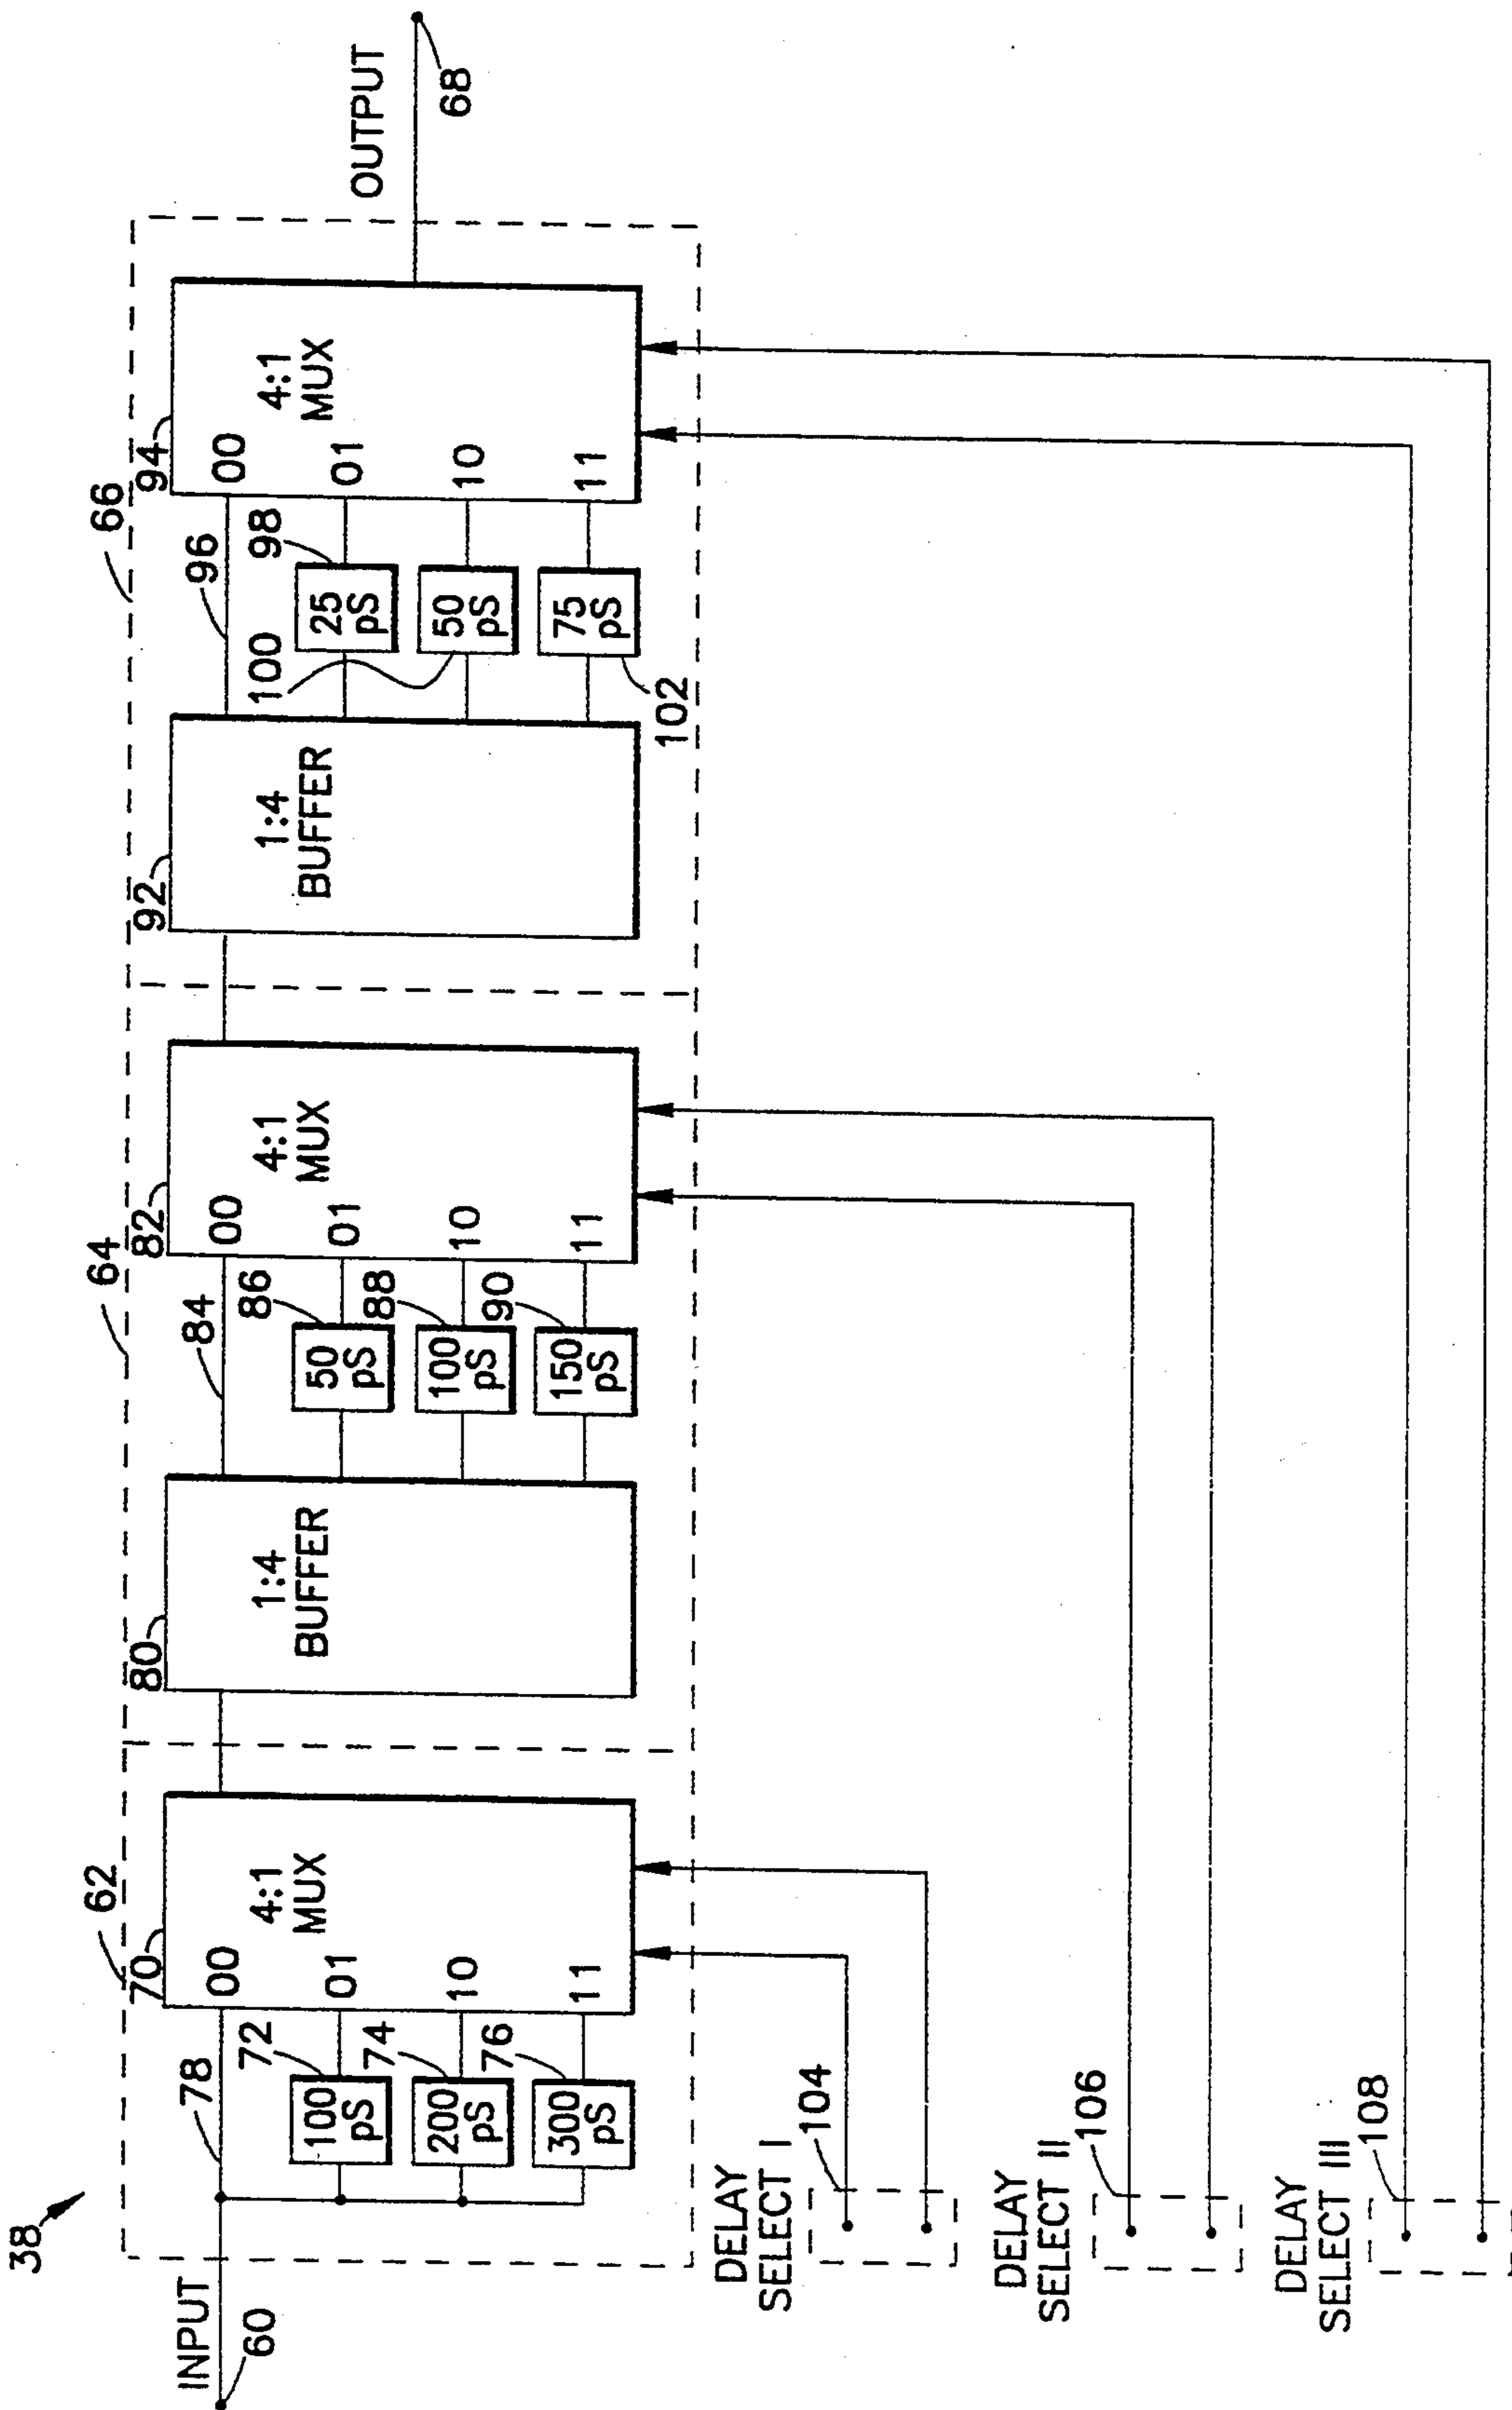 38
INPUT
60
62
70
78
00
01
10
11
4:1
MUX
72
100
pS
74
200
pS
76
300
pS
64
80
1:4
BUFFER
82
84
00
01
10
11
4:1
MUX
86
50
pS
88
100
pS
90
150
pS
66
92
1:4
BUFFER
94
96
00
01
10
11
4:1
MUX
98
25
pS
100
50
pS
102
75
pS
OUTPUT
68
DELAY
SELECT I
104
DELAY
SELECT II
106
DELAY
SELECT III
108